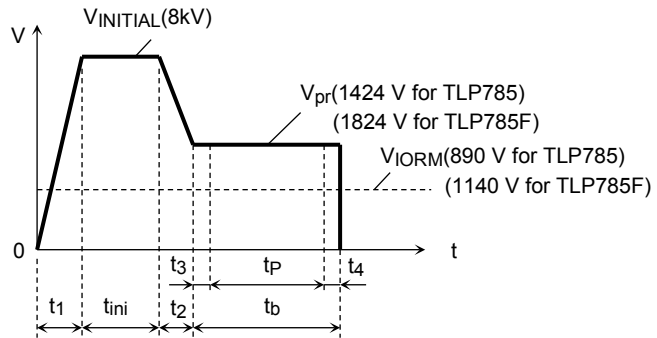 VINITIAL(8kV)
V
Vpr(1424 V for TLP785)
(1824 V for TLP785F)
VIORM(890 V for TLP785)
(1140 V for TLP785F)
0
t
t3
tP
t4
t1
tini
t2
tb